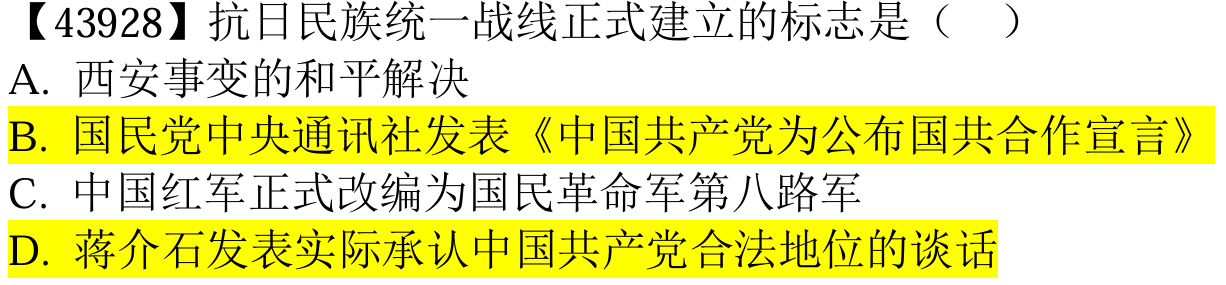 【43928】抗日民族统一战线正式建立的标志是（　）
A. 西安事变的和平解决
B. 国民党中央通讯社发表《中国共产党为公布国共合作宣言》
C. 中国红军正式改编为国民革命军第八路军
D. 蒋介石发表实际承认中国共产党合法地位的谈话